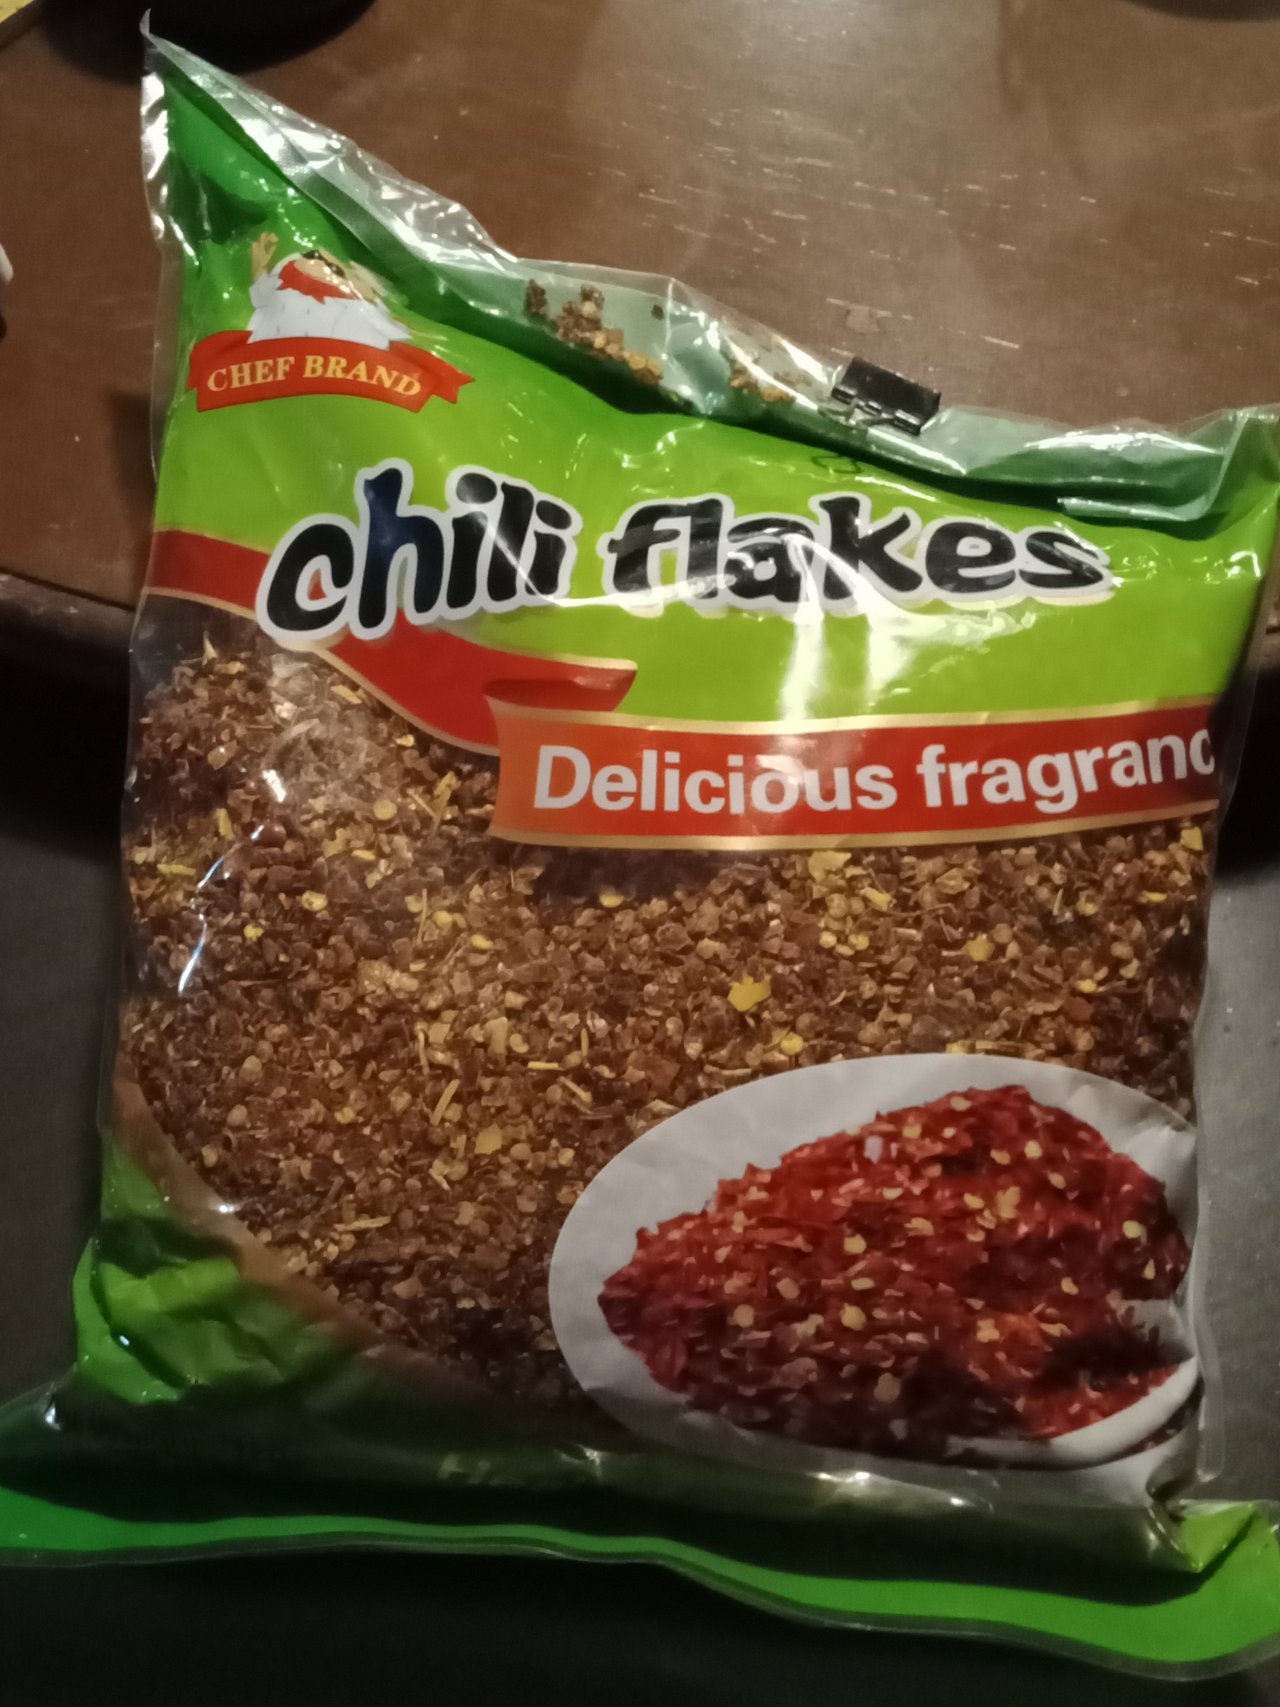 CHEF BRAND
chili flakes
Delicious fragranc